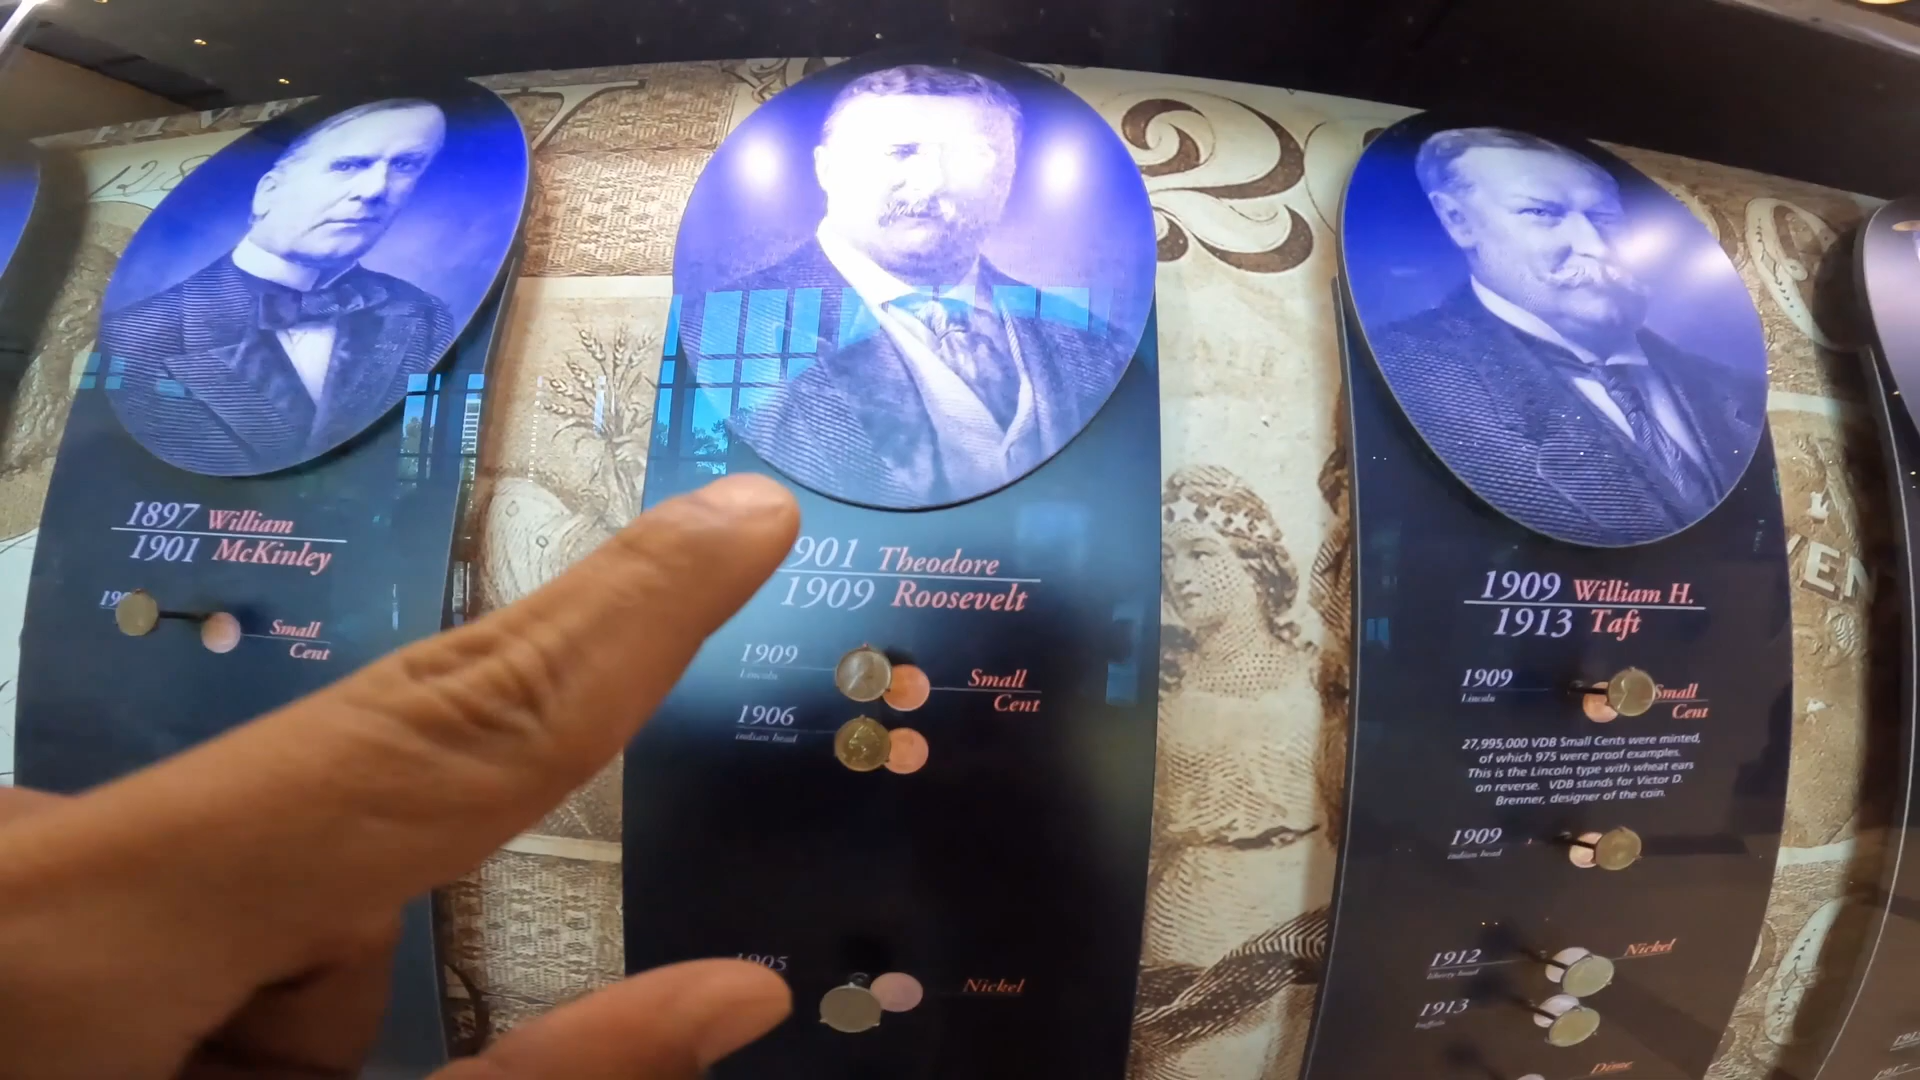 1897 William
1901 McKinley
Small
Cent
901 Theodore
1909 Roosevelt
1909
Lincoln
Small
Cent
1906
indian head
1905
Nickel
1909 William H.
1913 Taft
1909
Lincoln
Small
Cent
27,995,000 VDB Small Cents were minted,
of which 975 were proof examples.
This is the Lincoln type with wheat ears
on reverse. VDB stands for Victor D.
Brenner, designer of the coin.
1909
indian head
1912
liberty head
Nickel
1913
buffalo
Dime